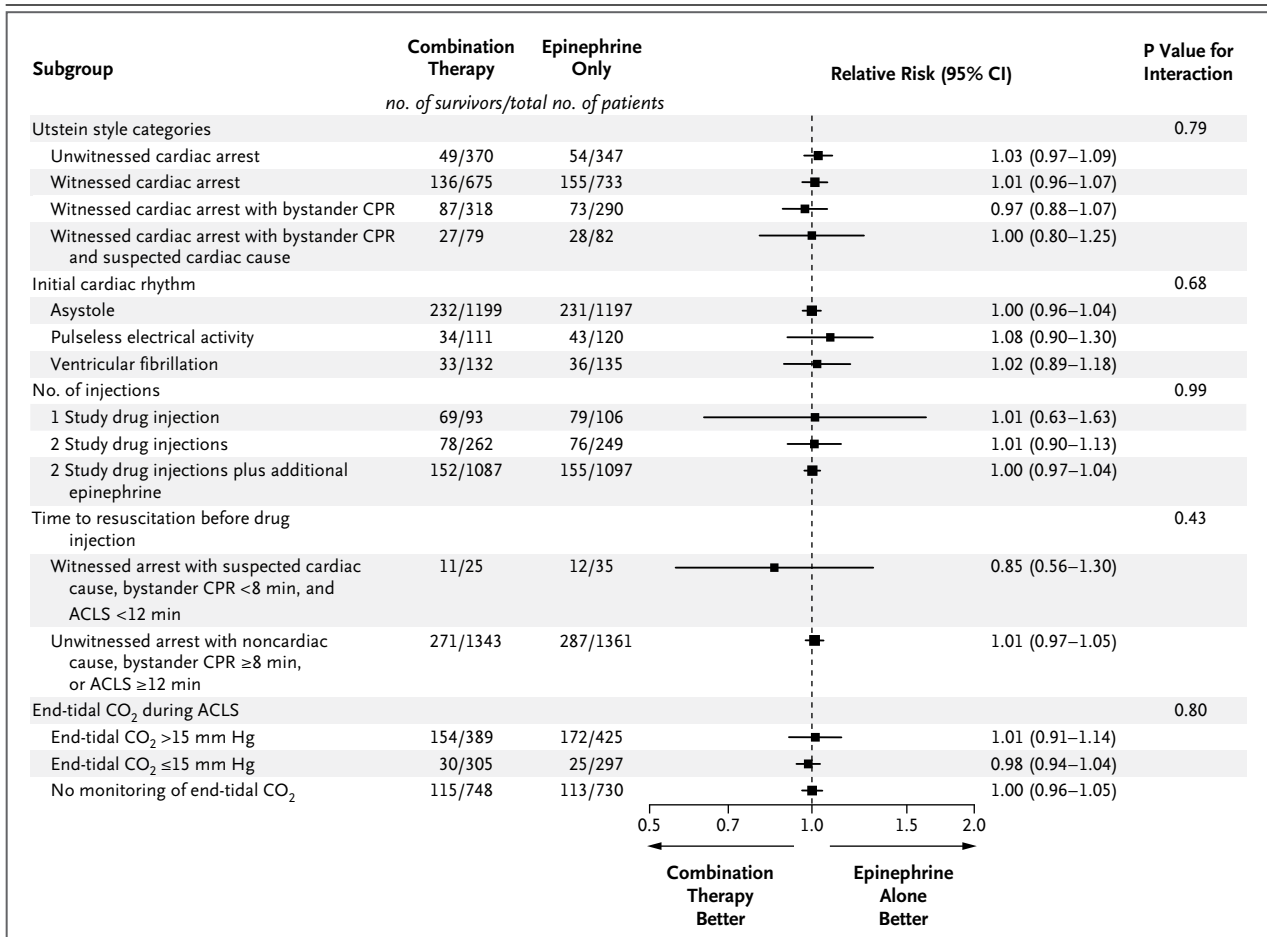 Subgroup
Combination Therapy
Epinephrine Only
Relative Risk (95% CI)
P Value for Interaction
no. of survivors/total no. of patients
Utstein style categories 0.79
Unwitnessed cardiac arrest 49/370 54/347 1.03 (0.97–1.09)
Witnessed cardiac arrest 136/675 155/733 1.01 (0.96–1.07)
Witnessed cardiac arrest with bystander CPR 87/318 73/290 0.97 (0.88–1.07)
Witnessed cardiac arrest with bystander CPR 27/79 28/82 1.00 (0.80–1.25)
and suspected cardiac cause
Initial cardiac rhythm 0.68
Asystole 232/1199 231/1197 1.00 (0.96–1.04)
Pulseless electrical activity 34/111 43/120 1.08 (0.90–1.30)
Ventricular fibrillation 33/132 36/135 1.02 (0.89–1.18)
No. of injections 0.99
1 Study drug injection 69/93 79/106 1.01 (0.63–1.63)
2 Study drug injections 78/262 76/249 1.01 (0.90–1.13)
2 Study drug injections plus additional 152/1087 155/1097 1.00 (0.97–1.04)
epinephrine
Time to resuscitation before drug 0.43
injection
Witnessed arrest with suspected cardiac 11/25 12/35 0.85 (0.56–1.30)
cause, bystander CPR <8 min, and
ACLS <12 min
Unwitnessed arrest with noncardiac 271/1343 287/1361 1.01 (0.97–1.05)
cause, bystander CPR ≥8 min,
or ACLS ≥12 min
End-tidal CO₂ during ACLS 0.80
End-tidal CO₂ >15 mm Hg 154/389 172/425 1.01 (0.91–1.14)
End-tidal CO₂ ≤15 mm Hg 30/305 25/297 0.98 (0.94–1.04)
No monitoring of end-tidal CO₂ 115/748 113/730 1.00 (0.96–1.05)
0.5 0.7 1.0 1.5 2.0
Combination Therapy Better
Epinephrine Alone Better